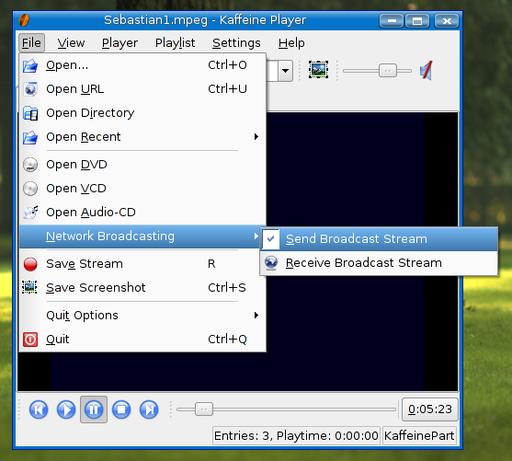 Sebastian1.mpeg - Kaffeine Player
File View Player Playlist Settings Help
Open... Ctrl+O
Open URL Ctrl+U
Open Directory
Open Recent
Open DVD
Open VCD
Open Audio-CD
Network Broadcasting
Send Broadcast Stream
Receive Broadcast Stream
Save Stream R
Save Screenshot Ctrl+S
Quit Options
Quit Ctrl+Q
0:05:23
Entries: 3, Playtime: 0:00:00 KaffeinePart